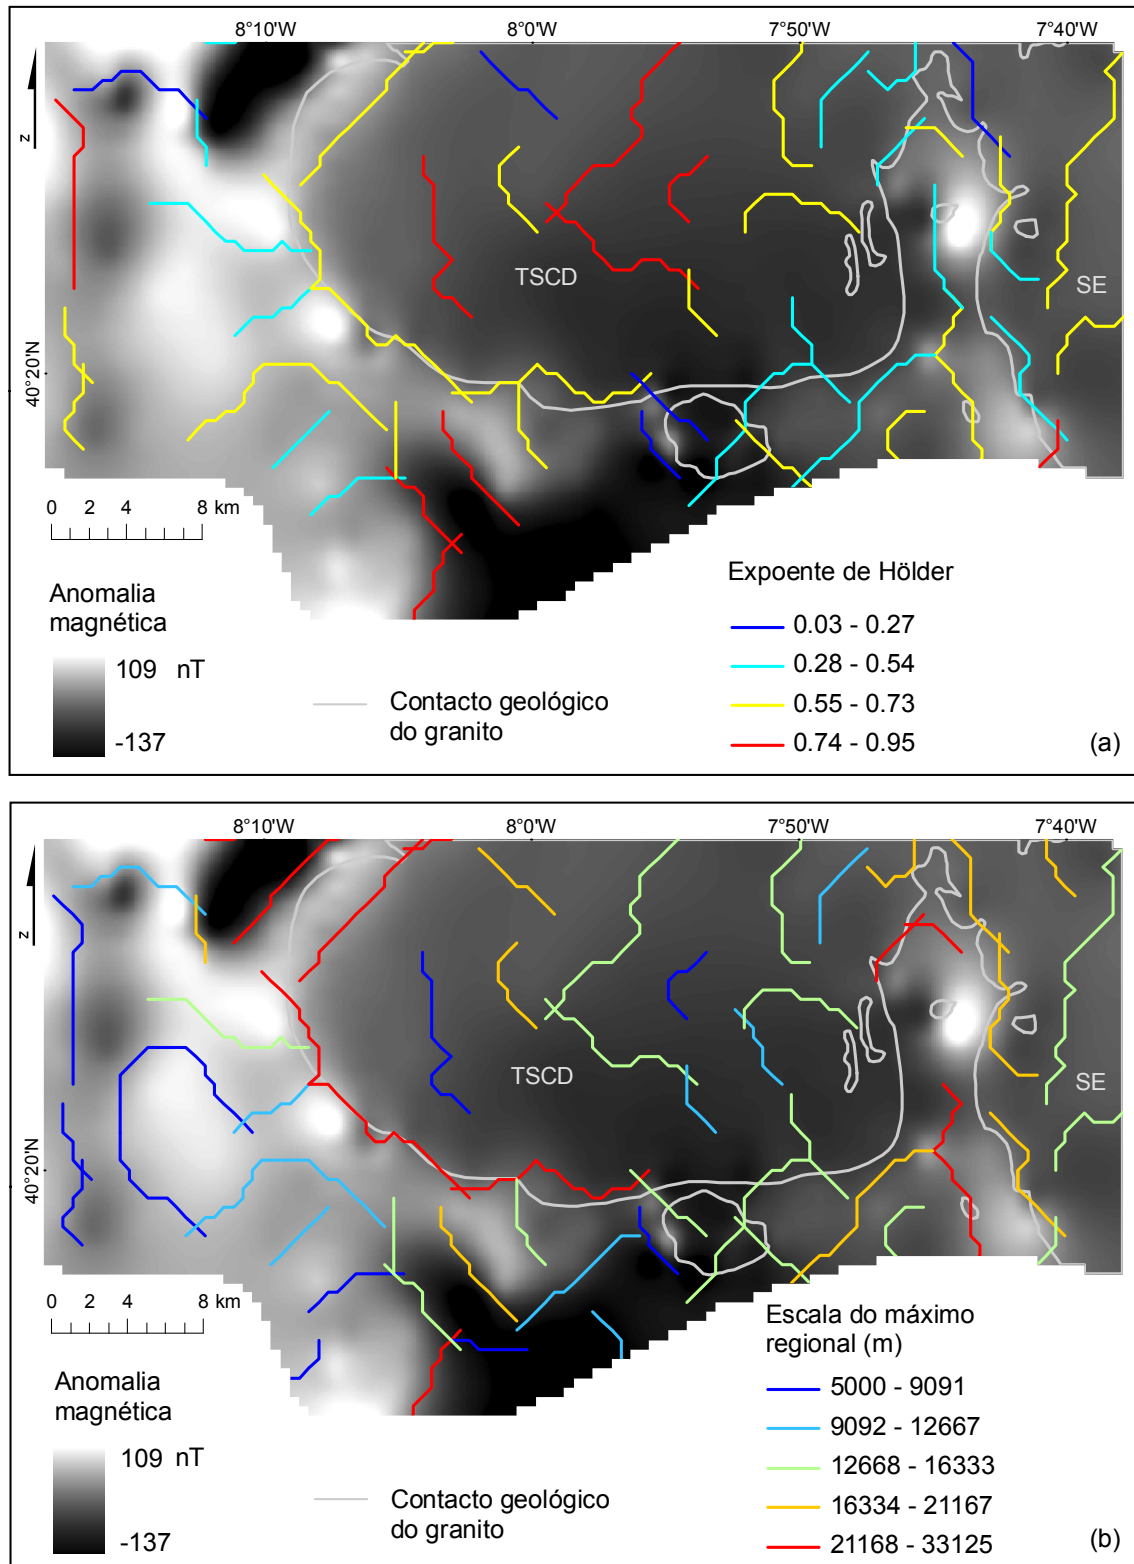 8°10'W 8°0'W 7°50'W 7°40'W
z
TSCD
SE
40°20'N
0 2 4 8 km
Anomalia
magnética
109 nT
-137
Contacto geológico
do granito
Expoente de Hölder
0.03 - 0.27
0.28 - 0.54
0.55 - 0.73
0.74 - 0.95
(a)
8°10'W 8°0'W 7°50'W 7°40'W
z
TSCD
SE
40°20'N
0 2 4 8 km
Anomalia
magnética
109 nT
-137
Contacto geológico
do granito
Escala do máximo
regional (m)
5000 - 9091
9092 - 12667
12668 - 16333
16334 - 21167
21168 - 33125
(b)